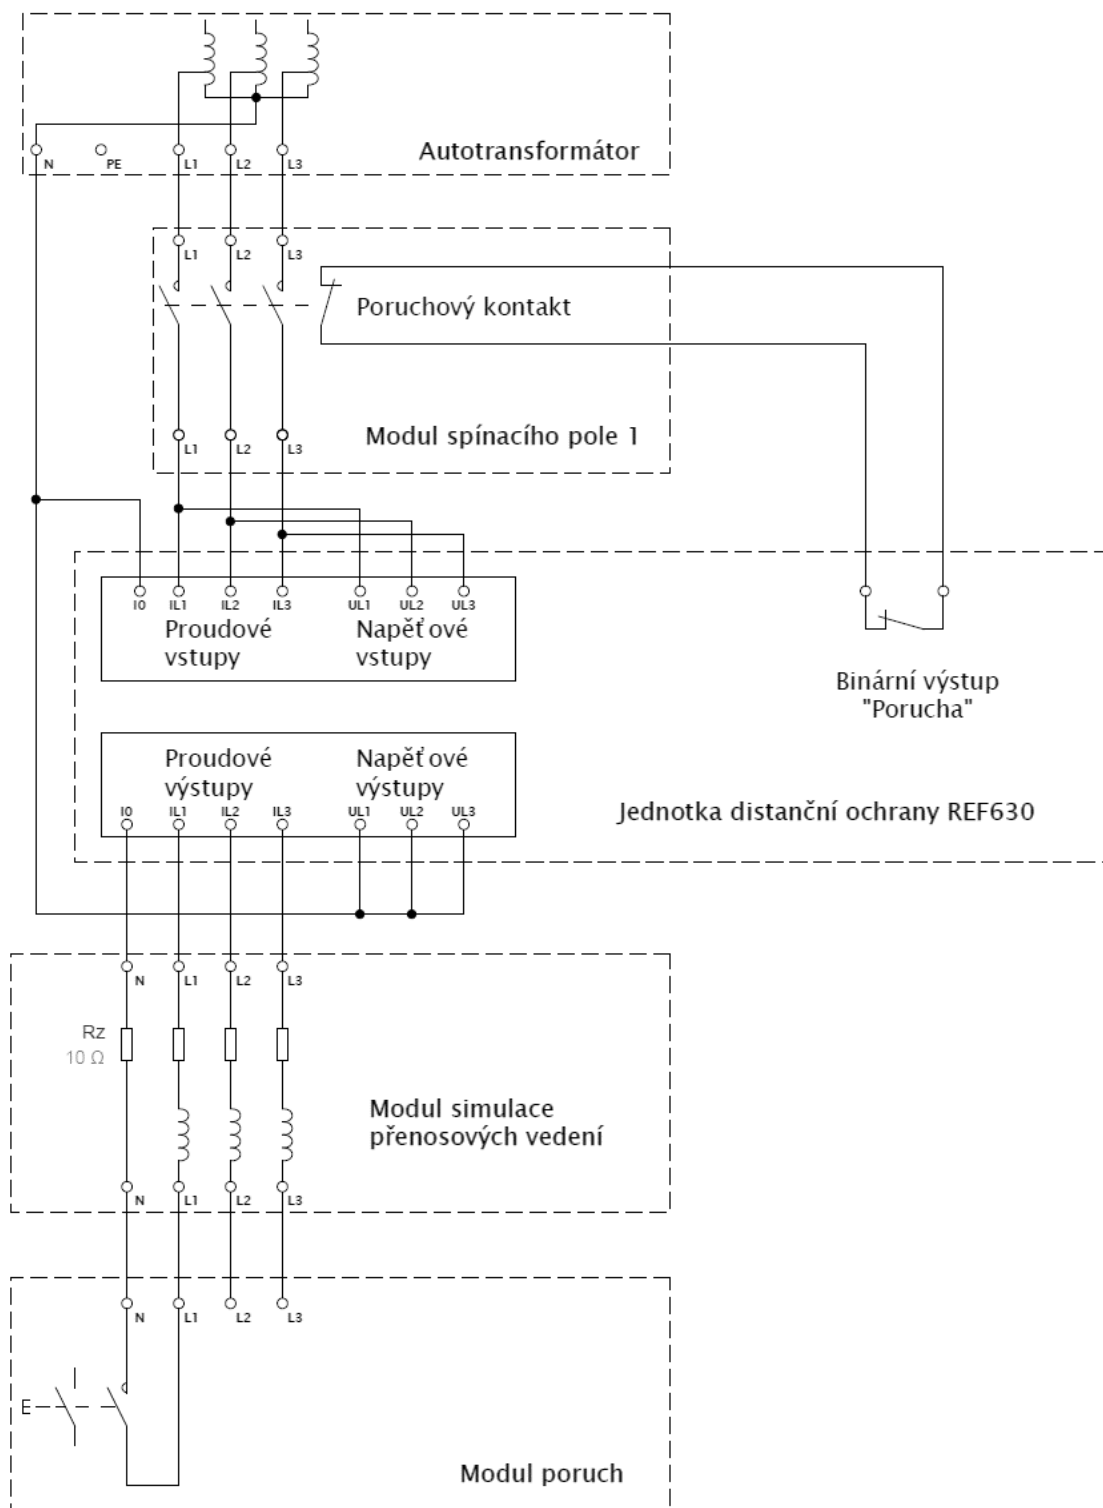 Autotransformátor
N PE L1 L2 L3
L1 L2 L3
Poruchový kontakt
Modul spínacího pole 1
L1 L2 L3
I0 IL1 IL2 IL3 UL1 UL2 UL3
Proudové
vstupy
Napěťové
vstupy
Binární výstup
"Porucha"
Proudové
výstupy
Napěťové
výstupy
I0 IL1 IL2 IL3 UL1 UL2 UL3
Jednotka distanční ochrany REF630
N L1 L2 L3
Rz
10 Ω
Modul simulace
přenosových vedení
N L1 L2 L3
N L1 L2 L3
E
Modul poruch